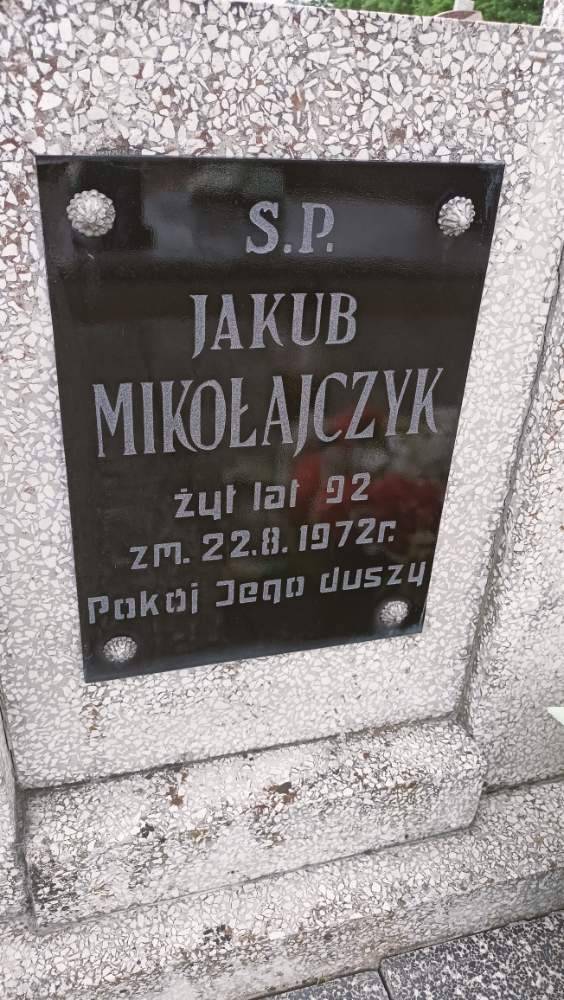 S.P.
JAKUB
MIKOŁAJCZYK
żył lat 92
zm. 22.8.1972r.
Pokój Jego duszy